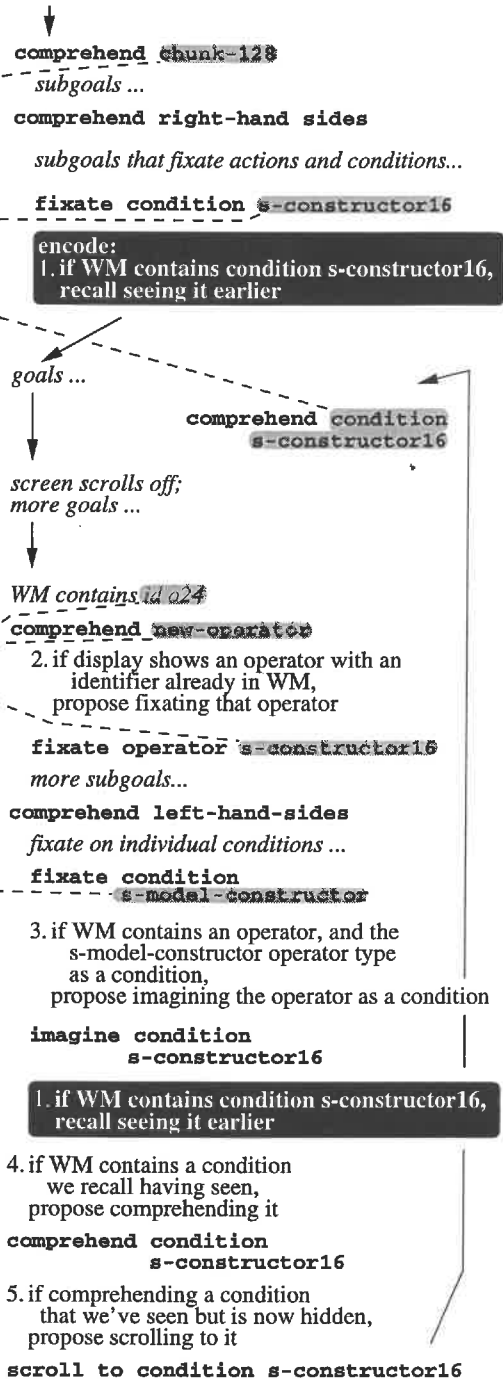 comprehend chunk-128
subgoals ...
comprehend right-hand sides
subgoals that fixate actions and conditions...
fixate condition s-constructor16
encode:
1. if WM contains condition s-constructor16,
recall seeing it earlier
goals ...
comprehend condition
s-constructor16
screen scrolls off;
more goals ...
WM contains id o24
comprehend new-operator
2. if display shows an operator with an
identifier already in WM,
propose fixating that operator
fixate operator s-constructor16
more subgoals...
comprehend left-hand-sides
fixate on individual conditions ...
fixate condition
s-model-constructor
3. if WM contains an operator, and the
s-model-constructor operator type
as a condition,
propose imagining the operator as a condition
imagine condition
s-constructor16
1. if WM contains condition s-constructor16,
recall seeing it earlier
4. if WM contains a condition
we recall having seen,
propose comprehending it
comprehend condition
s-constructor16
5. if comprehending a condition
that we've seen but is now hidden,
propose scrolling to it
scroll to condition s-constructor16